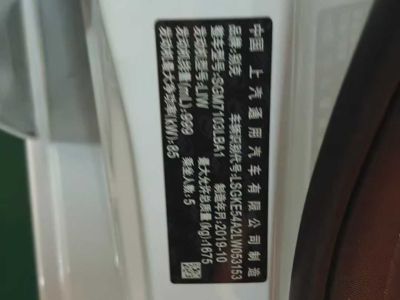 中国 上汽通用汽车有限公司制造
品牌:别克 车辆识别代号:LSGKE54A2LW053153
整车型号:SGM7103LBA1 制造年月:2019-10
发动机型号:LIW 最大允许总质量(kg):1675
发动机排量(mL):999 乘坐人数:5
发动机最大净功率(kW):85